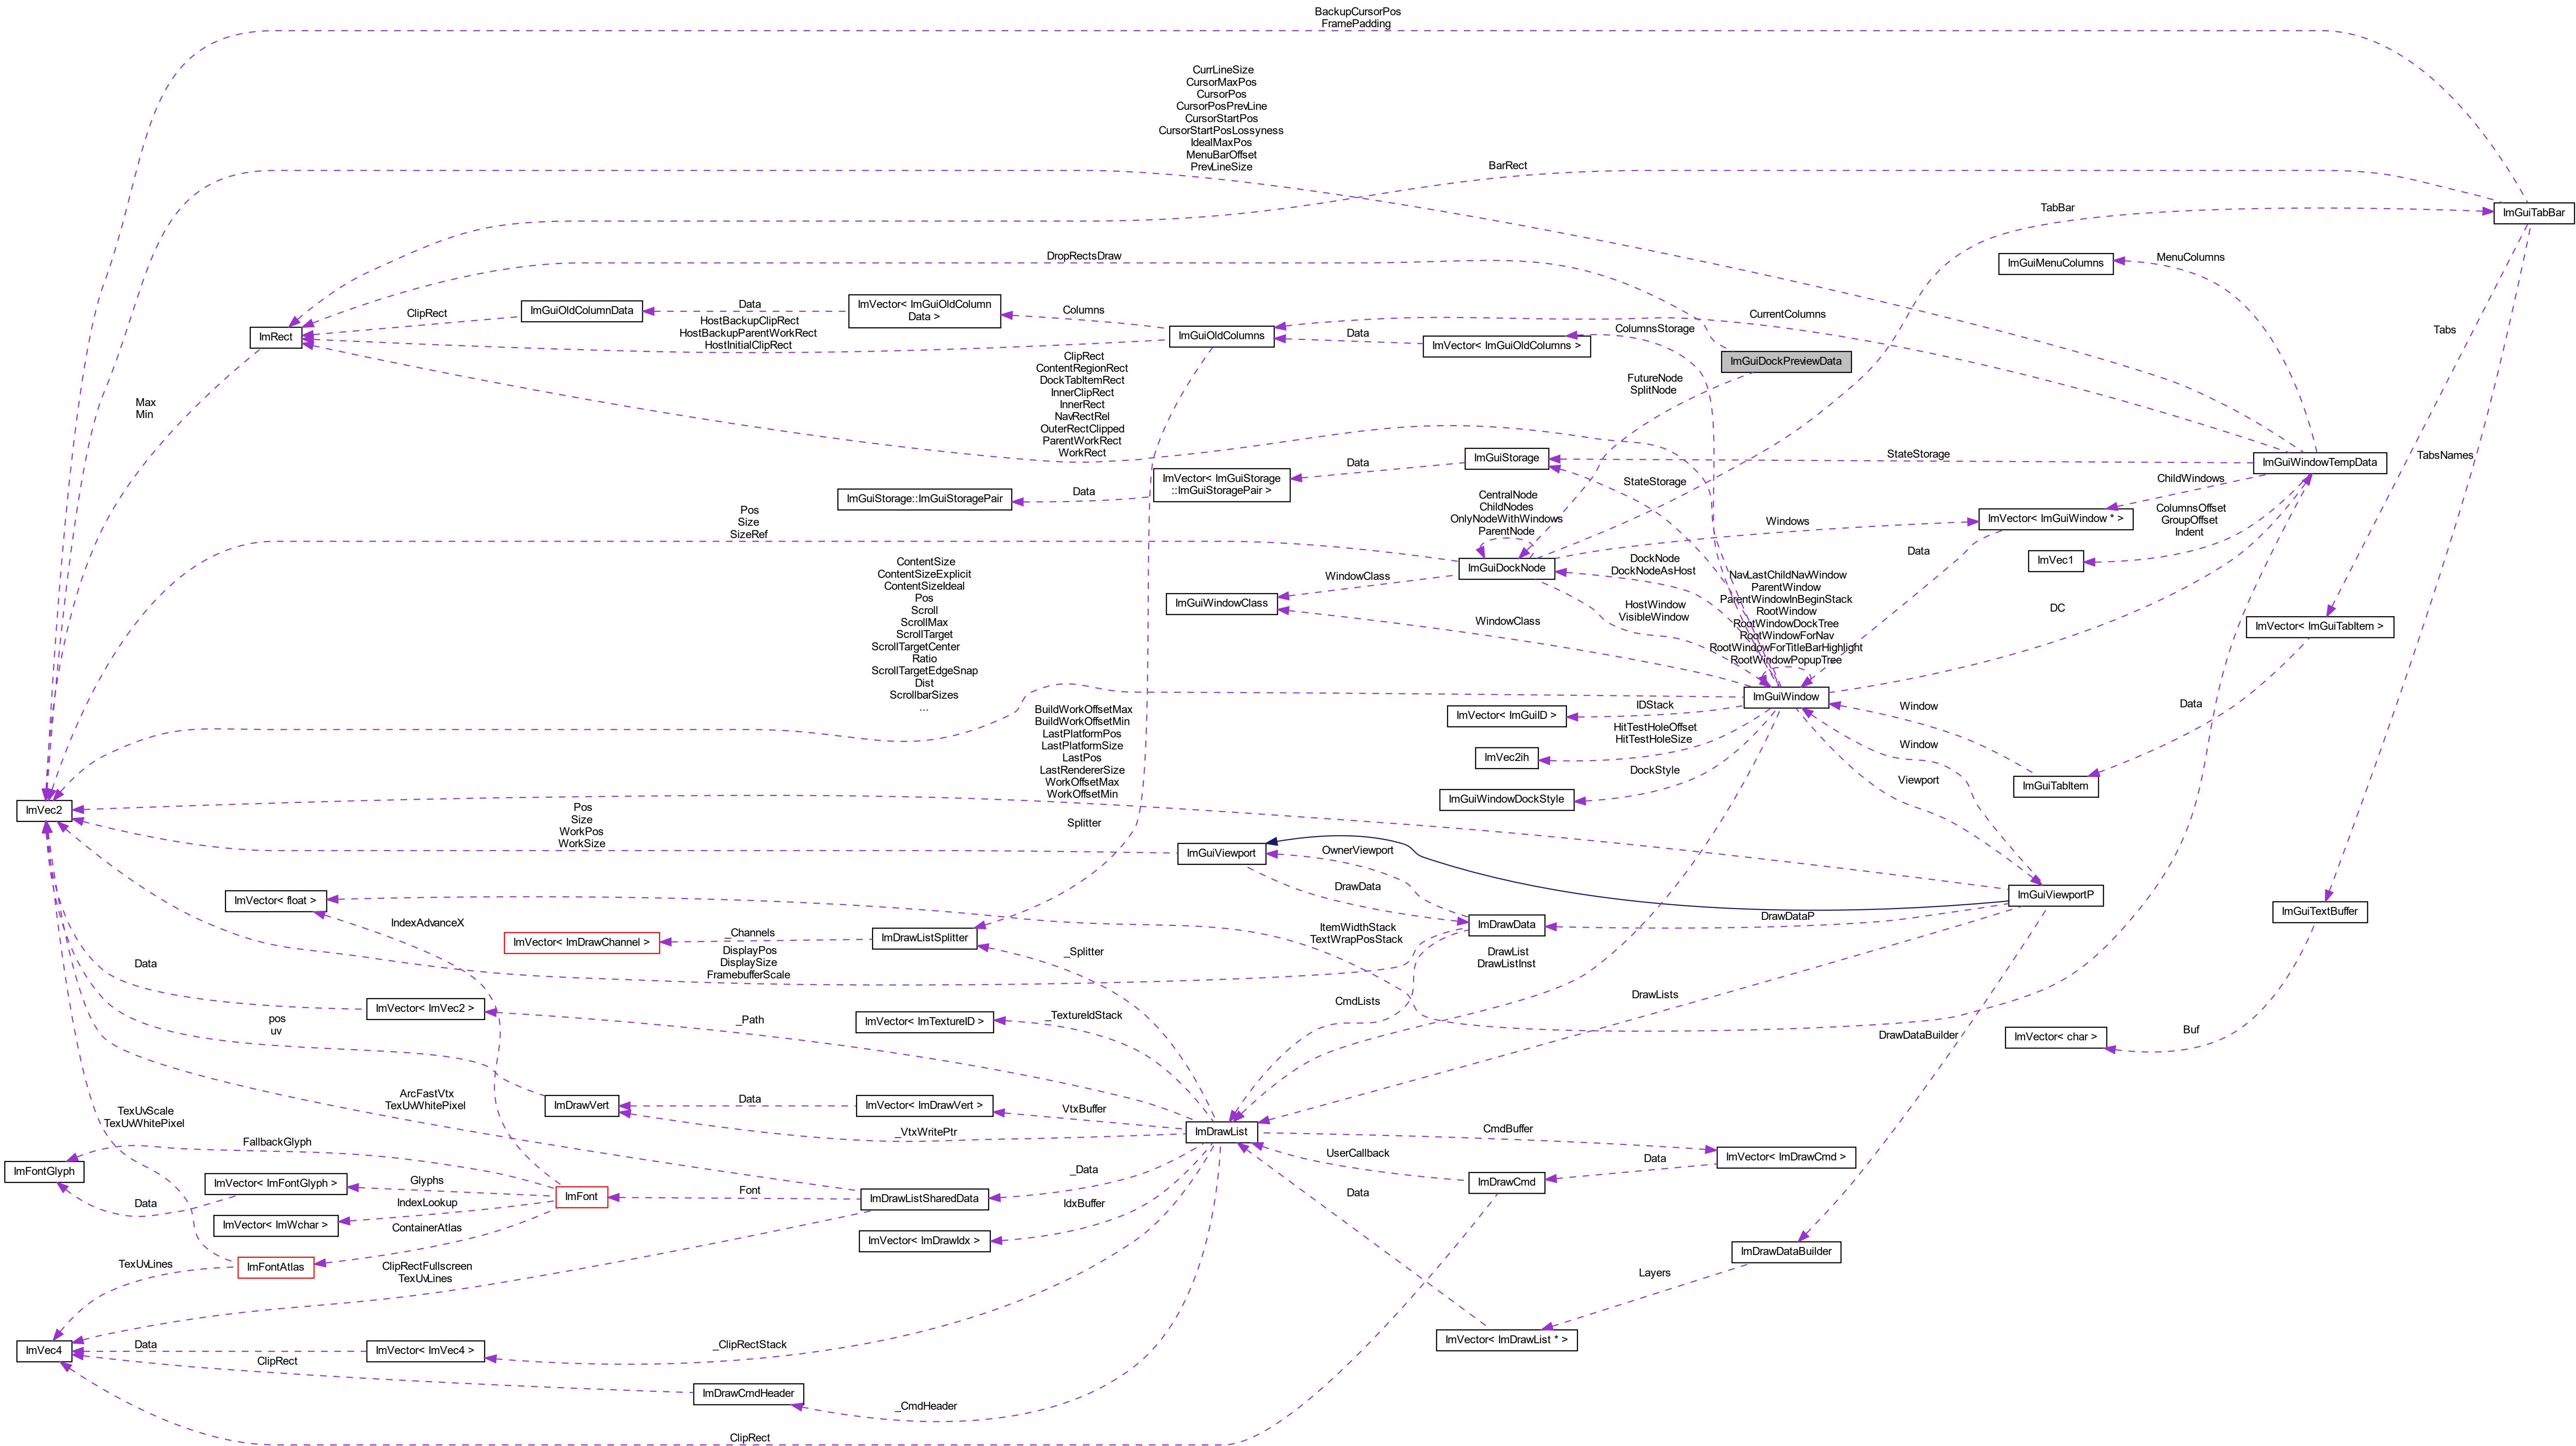 BackupCursorPos
FramePadding
CurrLineSize
CursorMaxPos
CursorPos
CursorPosPrevLine
CursorStartPos
CursorStartPosLossyness
IdealMaxPos
MenuBarOffset
PrevLineSize
BarRect
TabBar
ImGuiTabBar
DropRectsDraw
ImGuiMenuColumns
MenuColumns
ImGuiOldColumnData
Data
ImVector< ImGuiOldColumn
Data >
Columns
CurrentColumns
ClipRect
HostBackupClipRect
HostBackupParentWorkRect
HostInitialClipRect
ImRect
ImGuiOldColumns
Data
ImVector< ImGuiOldColumns >
ColumnsStorage
ImGuiDockPreviewData
Tabs
ClipRect
ContentRegionRect
DockTabItemRect
InnerClipRect
InnerRect
NavRectRel
OuterRectClipped
ParentWorkRect
WorkRect
FutureNode
SplitNode
Max
Min
ImGuiStorage
Data
StateStorage
ImGuiWindowTempData
TabsNames
ImVector< ImGuiStorage
::ImGuiStoragePair >
Data
ImGuiStorage::ImGuiStoragePair
StateStorage
ChildWindows
CentralNode
ChildNodes
OnlyNodeWithWindows
ParentNode
Pos
Size
SizeRef
Windows
ImVector< ImGuiWindow * >
ColumnsOffset
GroupOffset
Indent
Data
ImVec1
ImGuiDockNode
DockNode
DockNodeAsHost
ContentSize
ContentSizeExplicit
ContentSizeIdeal
Pos
Scroll
ScrollMax
ScrollTarget
ScrollTargetCenter
Ratio
ScrollTargetEdgeSnap
Dist
ScrollbarSizes
...
WindowClass
ImGuiWindowClass
WindowClass
HostWindow
VisibleWindow
NavLastChildNavWindow
ParentWindow
ParentWindowInBeginStack
RootWindow
RootWindowDockTree
RootWindowForNav
RootWindowForTitleBarHighlight
RootWindowPopupTree
DC
ImVector< ImGuiTabItem >
ImGuiWindow
Data
BuildWorkOffsetMax
BuildWorkOffsetMin
LastPlatformPos
LastPlatformSize
LastPos
LastRendererSize
WorkOffsetMax
WorkOffsetMin
ImVector< ImGuiID >
IDStack
HitTestHoleOffset
HitTestHoleSize
ImVec2ih
DockStyle
ImGuiWindowDockStyle
Window
Window
Viewport
ImGuiTabItem
ImVec2
Pos
Size
WorkPos
WorkSize
Splitter
ImGuiViewport
OwnerViewport
DrawData
ImGuiViewportP
ImVector< float >
IndexAdvanceX
ImGuiTextBuffer
ImDrawData
DrawDataP
ItemWidthStack
TextWrapPosStack
ImVector< ImDrawChannel >
_Channels
ImDrawListSplitter
_Splitter
DisplayPos
DisplaySize
FramebufferScale
DrawList
DrawListInst
Data
DrawLists
CmdLists
ImVector< ImVec2 >
_Path
ImVector< ImTextureID >
_TextureIdStack
pos
uv
DrawDataBuilder
ImVector< char >
Buf
ArcFastVtx
TexUvWhitePixel
ImDrawVert
Data
ImVector< ImDrawVert >
VtxBuffer
TexUvScale
TexUvWhitePixel
_VtxWritePtr
ImDrawList
CmdBuffer
FallbackGlyph
UserCallback
Data
ImVector< ImDrawCmd >
ImFontGlyph
ImVector< ImFontGlyph >
Glyphs
_Data
ImDrawCmd
Data
ImFont
Font
ImDrawListSharedData
Data
IndexLookup
IdxBuffer
ImVector< ImWchar >
ContainerAtlas
ImVector< ImDrawIdx >
ImDrawDataBuilder
TexUvLines
ImFontAtlas
ClipRectFullscreen
TexUvLines
Layers
ImVec4
Data
ImVector< ImVec4 >
_ClipRectStack
ImVector< ImDrawList * >
ClipRect
ImDrawCmdHeader
_CmdHeader
ClipRect